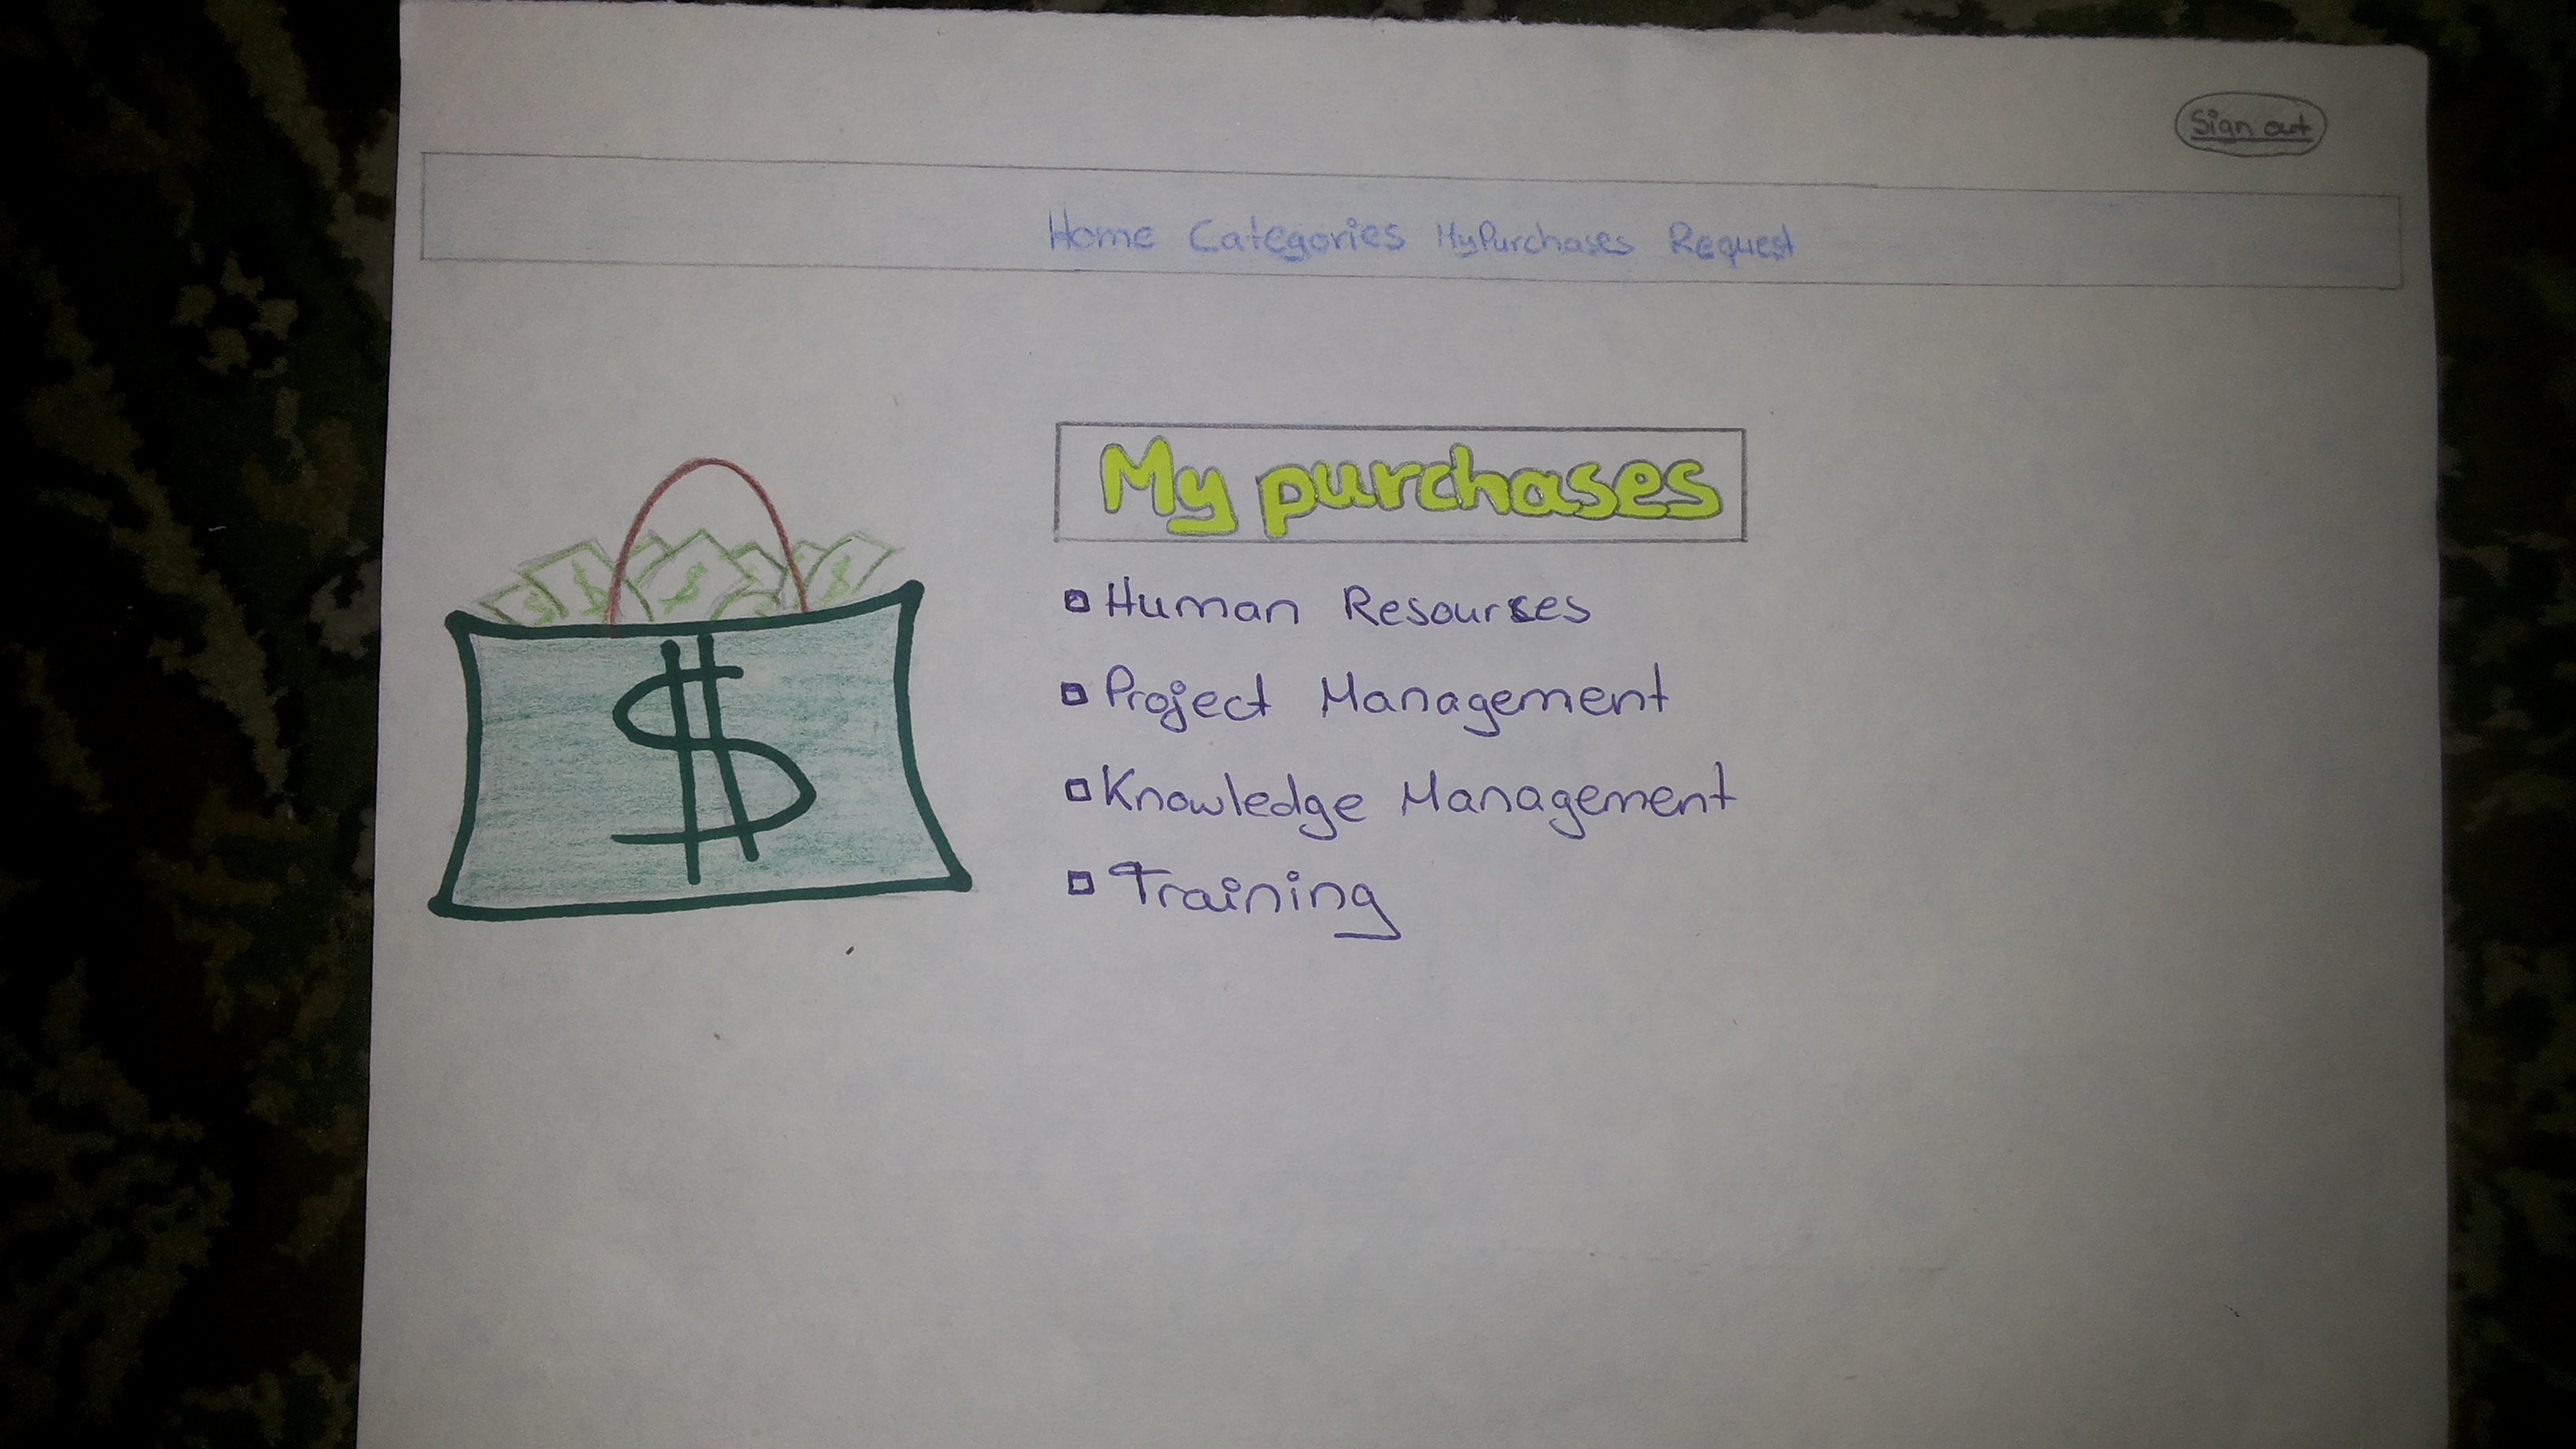 Sign out
Home Categories MyPurchases Request
My purchases
Human Resources
Project Management
Knowledge Management
Training
$
$ $ $ $ $